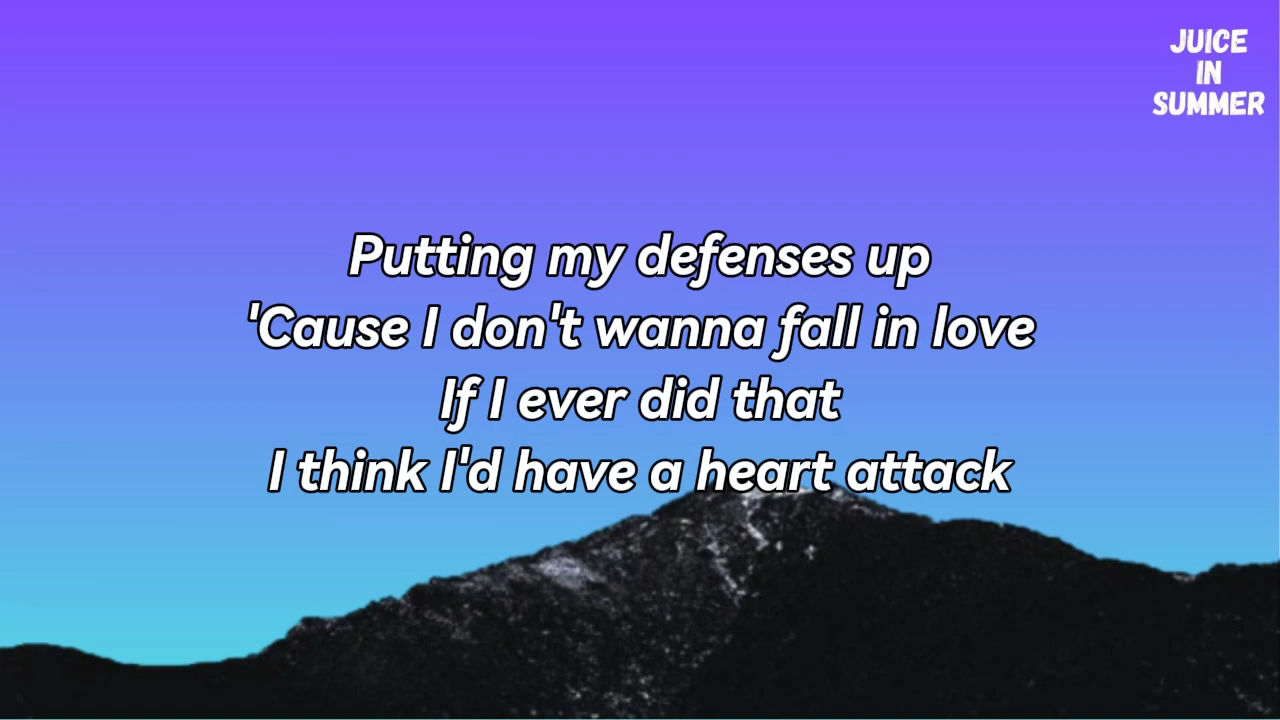 JUICE
IN
SUMMER
Putting my defenses up
'Cause I don't wanna fall in love
If I ever did that
I think I'd have a heart attack